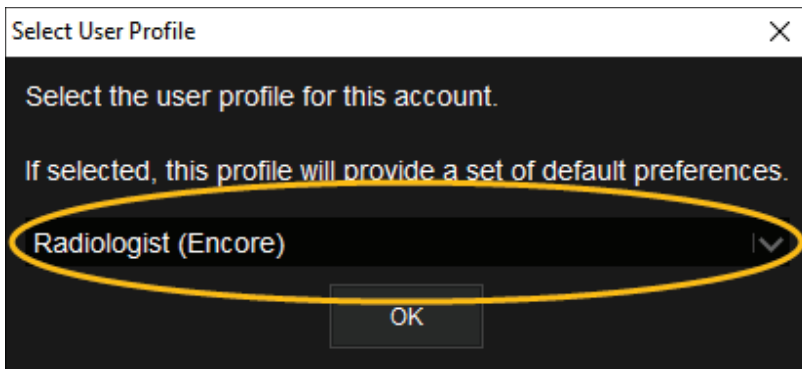 Select User Profile
Select the user profile for this account.
If selected, this profile will provide a set of default preferences.
Radiologist (Encore)
OK